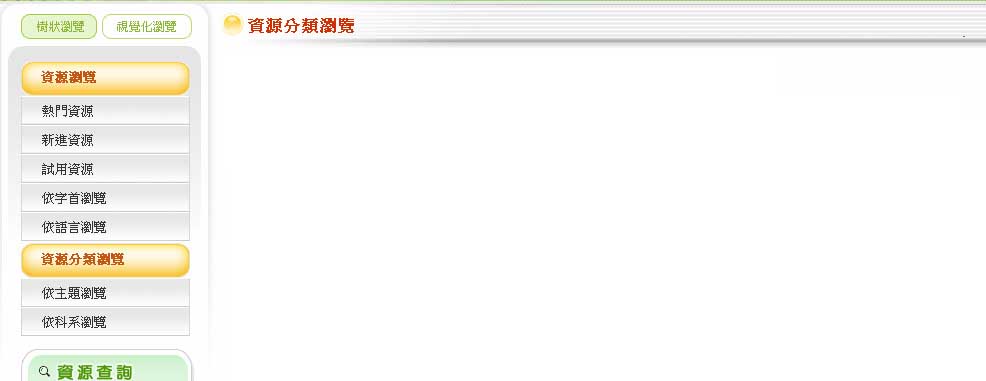 樹狀瀏覽 視覺化瀏覽
資源瀏覽
熱門資源
新進資源
試用資源
依字首瀏覽
依語言瀏覽
資源分類瀏覽
依主題瀏覽
依科系瀏覽
資源查詢
資源分類瀏覽